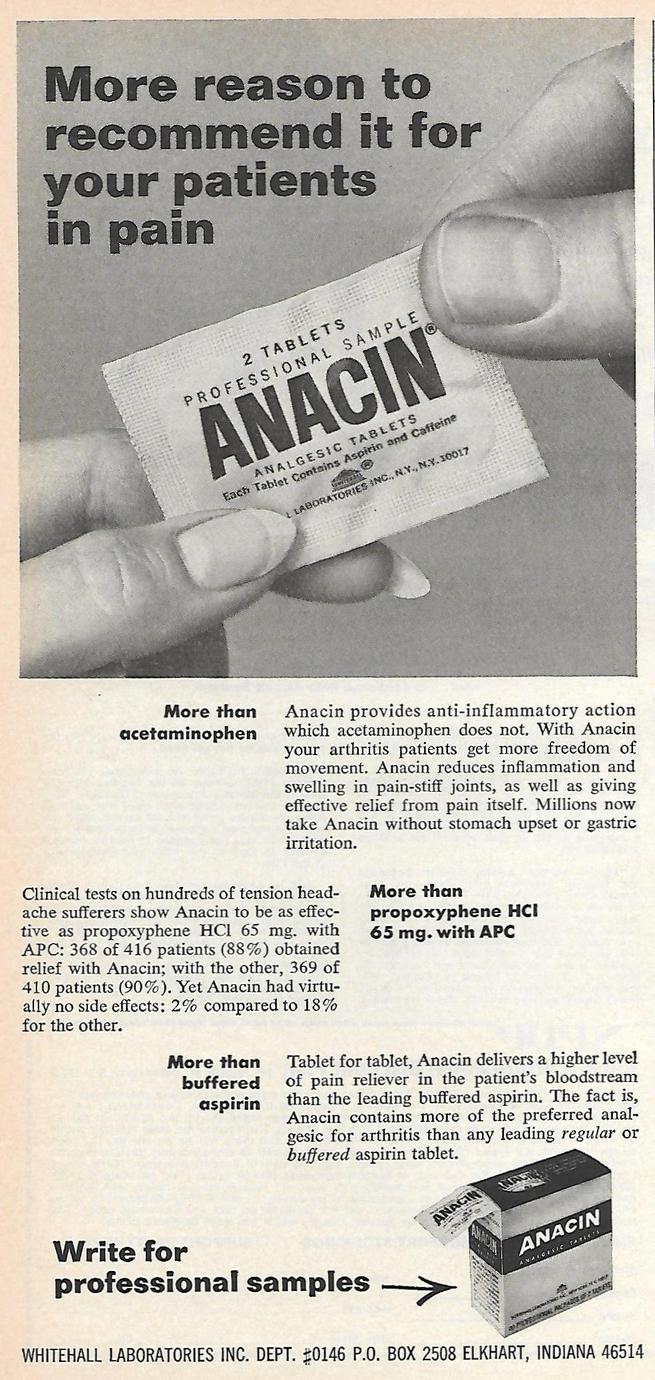 More reason to
recommend it for
your patients
in pain
2 TABLETS
PROFESSIONAL SAMPLE
ANACIN®
ANALGESIC TABLETS
Each Tablet Contains Aspirin and Caffeine
WHITEHALL ®
L LABORATORIES INC., N.Y., N.Y. 10017
More than
acetaminophen
Anacin provides anti-inflammatory action
which acetaminophen does not. With Anacin
your arthritis patients get more freedom of
movement. Anacin reduces inflammation and
swelling in pain-stiff joints, as well as giving
effective relief from pain itself. Millions now
take Anacin without stomach upset or gastric
irritation.
Clinical tests on hundreds of tension head-
ache sufferers show Anacin to be as effec-
tive as propoxyphene HCl 65 mg. with
APC: 368 of 416 patients (88%) obtained
relief with Anacin; with the other, 369 of
410 patients (90%). Yet Anacin had virtu-
ally no side effects: 2% compared to 18%
for the other.
More than
propoxyphene HCl
65 mg. with APC
More than
buffered
aspirin
Tablet for tablet, Anacin delivers a higher level
of pain reliever in the patient's bloodstream
than the leading buffered aspirin. The fact is,
Anacin contains more of the preferred anal-
gesic for arthritis than any leading regular or
buffered aspirin tablet.
ANACIN
ANACIN
ANACIN
ANALGESIC TABLETS
Write for
professional samples
WHITEHALL LABORATORIES INC. DEPT. #0146 P.O. BOX 2508 ELKHART, INDIANA 46514